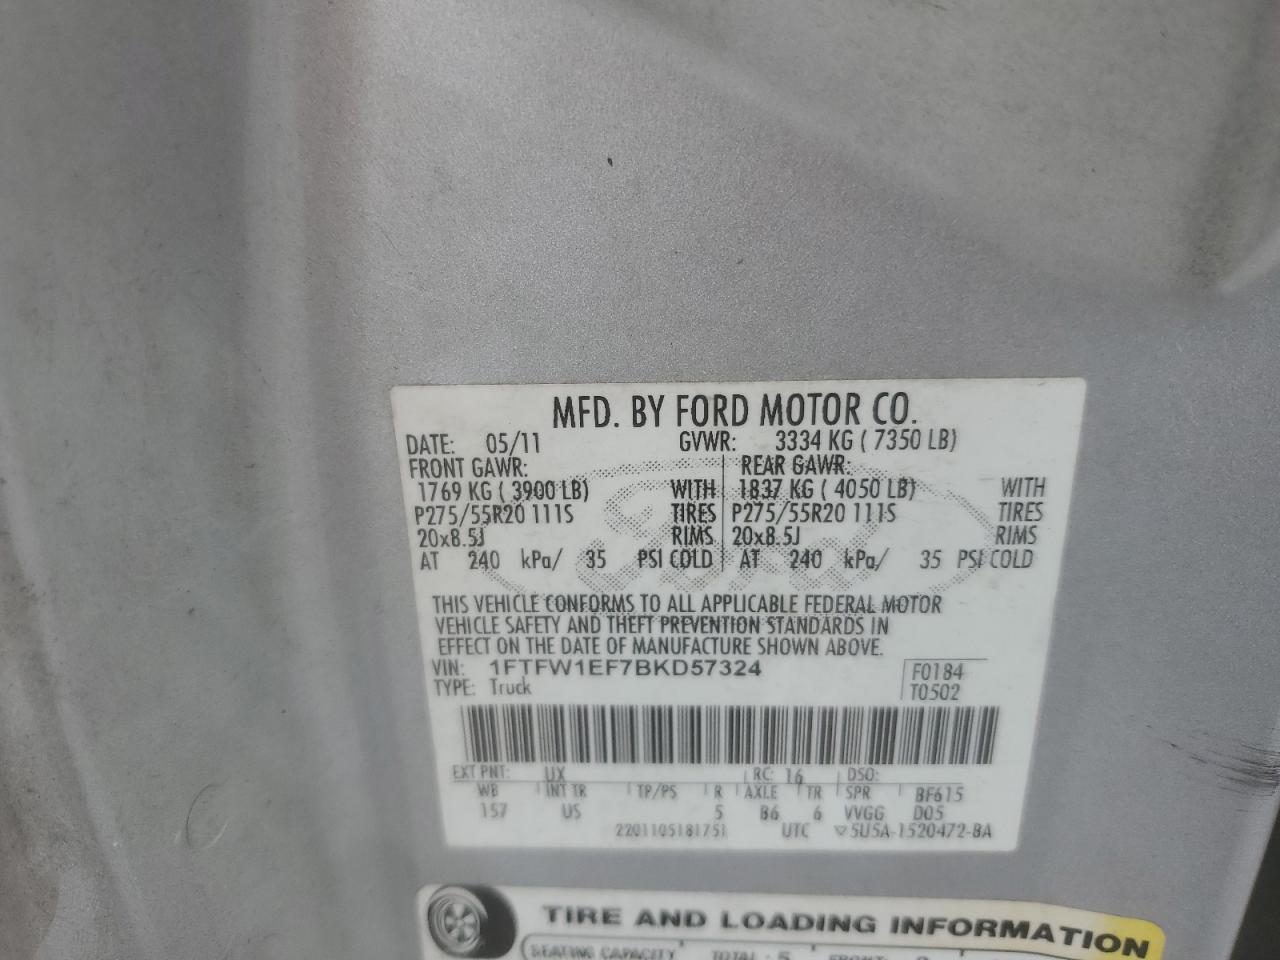 MFD. BY FORD MOTOR CO.
DATE: 05/11 GVWR: 3334 KG ( 7350 LB)
FRONT GAWR: REAR GAWR:
1769 KG ( 3900 LB) WITH 1837 KG ( 4050 LB) WITH
P275/55R20 111S TIRES P275/55R20 111S TIRES
20x8.5J RIMS 20x8.5J RIMS
AT 240 kPa/ 35 PSI COLD AT 240 kPa/ 35 PSI COLD
THIS VEHICLE CONFORMS TO ALL APPLICABLE FEDERAL MOTOR
VEHICLE SAFETY AND THEFT PREVENTION STANDARDS IN
EFFECT ON THE DATE OF MANUFACTURE SHOWN ABOVE.
VIN: 1FTFW1EF7BKD57324 F0184
TYPE: Truck T0502
EXT PNT: UX RC: 16 DSO:
WB INT TR TP/PS R AXLE TR SPR BF615
157 US 5 B6 6 VVGG D05
2201105181751 UTC ▽5U5A-1520472-BA
TIRE AND LOADING INFORMATION
SEATING CAPACITY TOTAL : 5